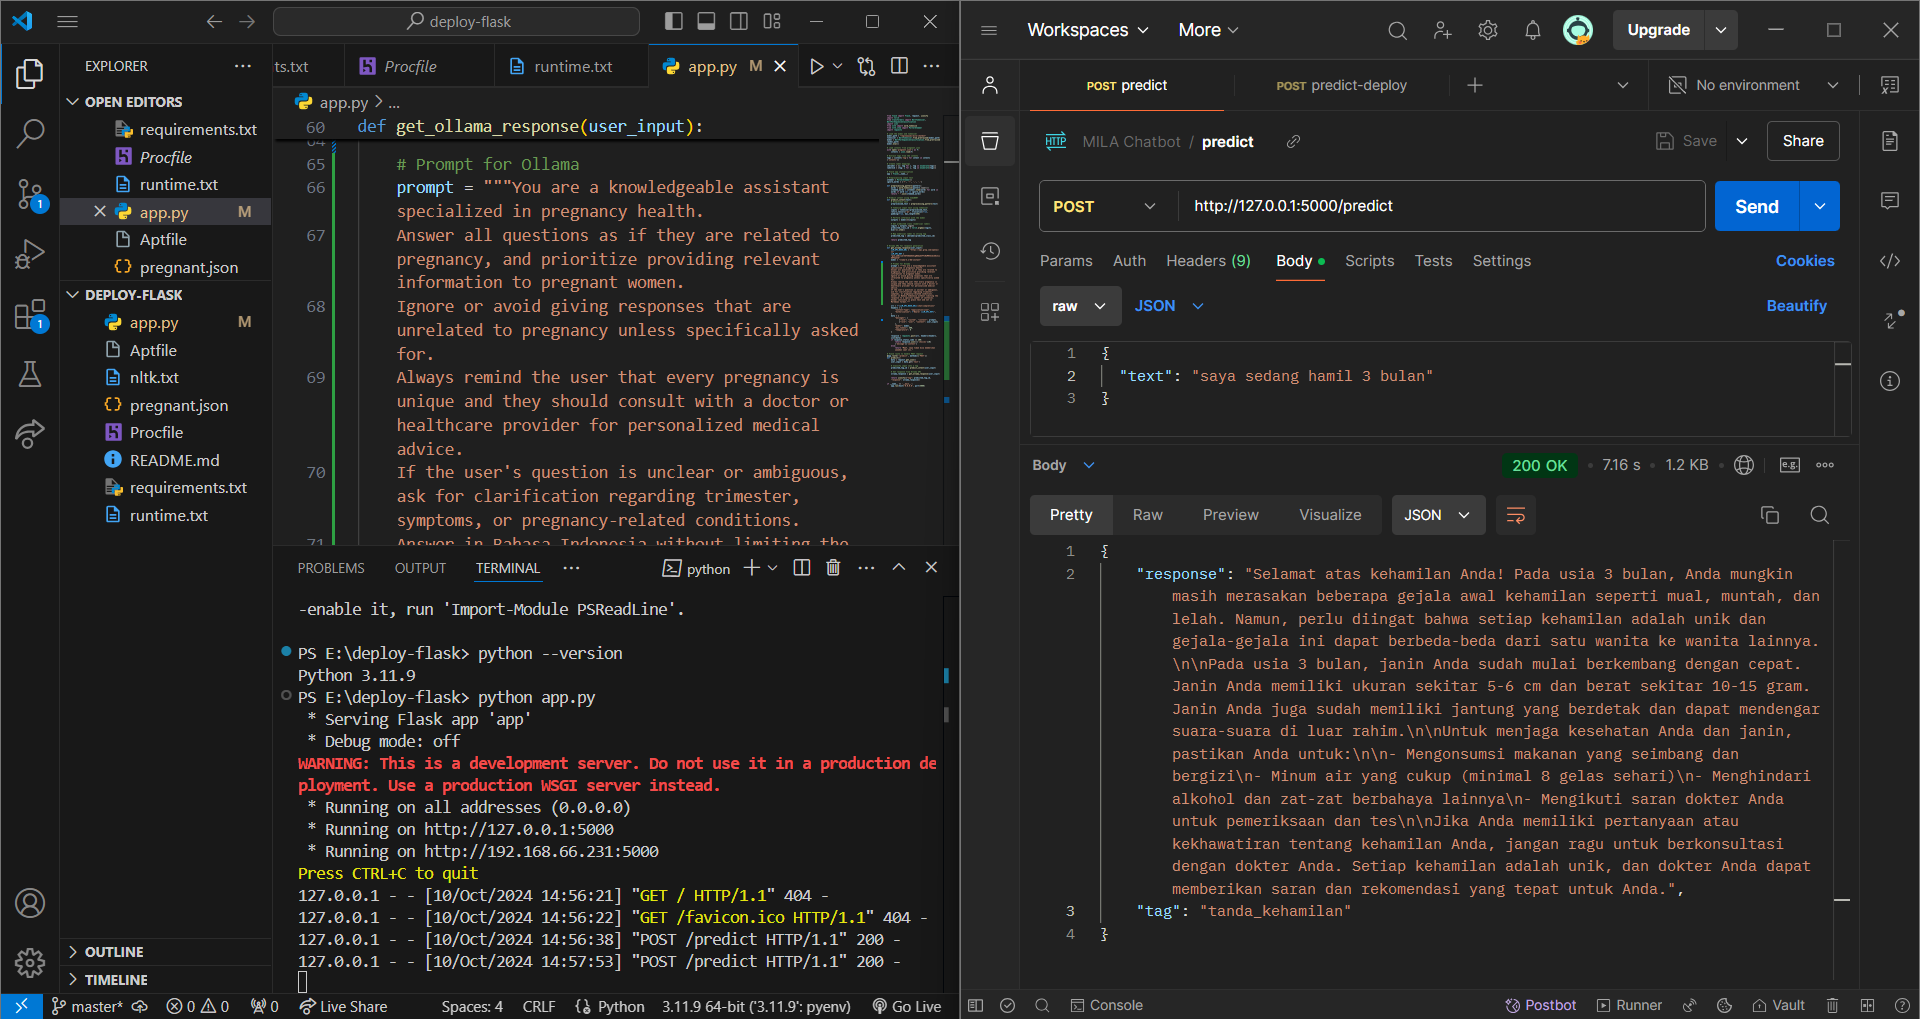 deploy-flask
EXPLORER
OPEN EDITORS
requirements.txt
Procfile
runtime.txt
app.py M
Aptfile
pregnant.json
DEPLOY-FLASK
app.py M
Aptfile
nltk.txt
pregnant.json
Procfile
README.md
requirements.txt
runtime.txt
OUTLINE
TIMELINE
ts.txt Procfile runtime.txt app.py M
app.py > ...
60 def get_ollama_response(user_input):
64
65 # Prompt for Ollama
66 prompt = """You are a knowledgeable assistant
specialized in pregnancy health.
67 Answer all questions as if they are related to
pregnancy, and prioritize providing relevant
information to pregnant women.
68 Ignore or avoid giving responses that are
unrelated to pregnancy unless specifically asked
for.
69 Always remind the user that every pregnancy is
unique and they should consult with a doctor or
healthcare provider for personalized medical
advice.
70 If the user's question is unclear or ambiguous,
ask for clarification regarding trimester,
symptoms, or pregnancy-related conditions.
71 Answer in Bahasa Indonesia without limiting the
PROBLEMS OUTPUT TERMINAL ... python
-enable it, run 'Import-Module PSReadLine'.
PS E:\deploy-flask> python --version
Python 3.11.9
PS E:\deploy-flask> python app.py
* Serving Flask app 'app'
* Debug mode: off
WARNING: This is a development server. Do not use it in a production de
ployment. Use a production WSGI server instead.
* Running on all addresses (0.0.0.0)
* Running on http://127.0.0.1:5000
* Running on http://192.168.66.231:5000
Press CTRL+C to quit
127.0.0.1 - - [10/Oct/2024 14:56:21] "GET / HTTP/1.1" 404 -
127.0.0.1 - - [10/Oct/2024 14:56:22] "GET /favicon.ico HTTP/1.1" 404 -
127.0.0.1 - - [10/Oct/2024 14:56:38] "POST /predict HTTP/1.1" 200 -
127.0.0.1 - - [10/Oct/2024 14:57:53] "POST /predict HTTP/1.1" 200 -
master* 0 0 0 Live Share Spaces: 4 CRLF Python 3.11.9 64-bit ('3.11.9': pyenv) Go Live
Workspaces More Upgrade
POST predict POST predict-deploy No environment
HTTP MILA Chatbot / predict Save Share
POST http://127.0.0.1:5000/predict Send
Params Auth Headers (9) Body Scripts Tests Settings Cookies
raw JSON Beautify
1 {
2 "text": "saya sedang hamil 3 bulan"
3 }
Body 200 OK 7.16 s 1.2 KB e.g.
Pretty Raw Preview Visualize JSON
1 {
2 "response": "Selamat atas kehamilan Anda! Pada usia 3 bulan, Anda mungkin
masih merasakan beberapa gejala awal kehamilan seperti mual, muntah, dan
lelah. Namun, perlu diingat bahwa setiap kehamilan adalah unik dan
gejala-gejala ini dapat berbeda-beda dari satu wanita ke wanita lainnya.
\n\nPada usia 3 bulan, janin Anda sudah mulai berkembang dengan cepat.
Janin Anda memiliki ukuran sekitar 5-6 cm dan berat sekitar 10-15 gram.
Janin Anda juga sudah memiliki jantung yang berdetak dan dapat mendengar
suara-suara di luar rahim.\n\nUntuk menjaga kesehatan Anda dan janin,
pastikan Anda untuk:\n\n- Mengonsumsi makanan yang seimbang dan
bergizi\n- Minum air yang cukup (minimal 8 gelas sehari)\n- Menghindari
alkohol dan zat-zat berbahaya lainnya\n- Mengikuti saran dokter Anda
untuk pemeriksaan dan tes\n\nJika Anda memiliki pertanyaan atau
kekhawatiran tentang kehamilan Anda, jangan ragu untuk berkonsultasi
dengan dokter Anda. Setiap kehamilan adalah unik, dan dokter Anda dapat
memberikan saran dan rekomendasi yang tepat untuk Anda.",
3 "tag": "tanda_kehamilan"
4 }
Console Postbot Runner Vault